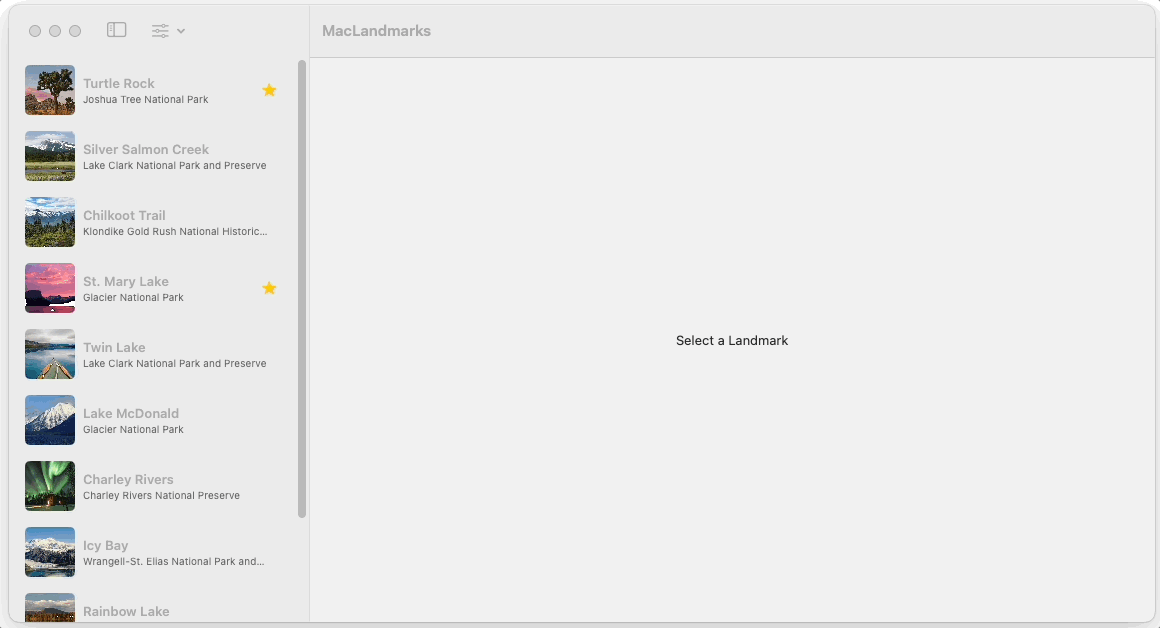 MacLandmarks
Turtle Rock
Joshua Tree National Park
Silver Salmon Creek
Lake Clark National Park and Preserve
Chilkoot Trail
Klondike Gold Rush National Historic...
St. Mary Lake
Glacier National Park
Twin Lake
Lake Clark National Park and Preserve
Lake McDonald
Glacier National Park
Charley Rivers
Charley Rivers National Preserve
Icy Bay
Wrangell-St. Elias National Park and...
Rainbow Lake
Select a Landmark